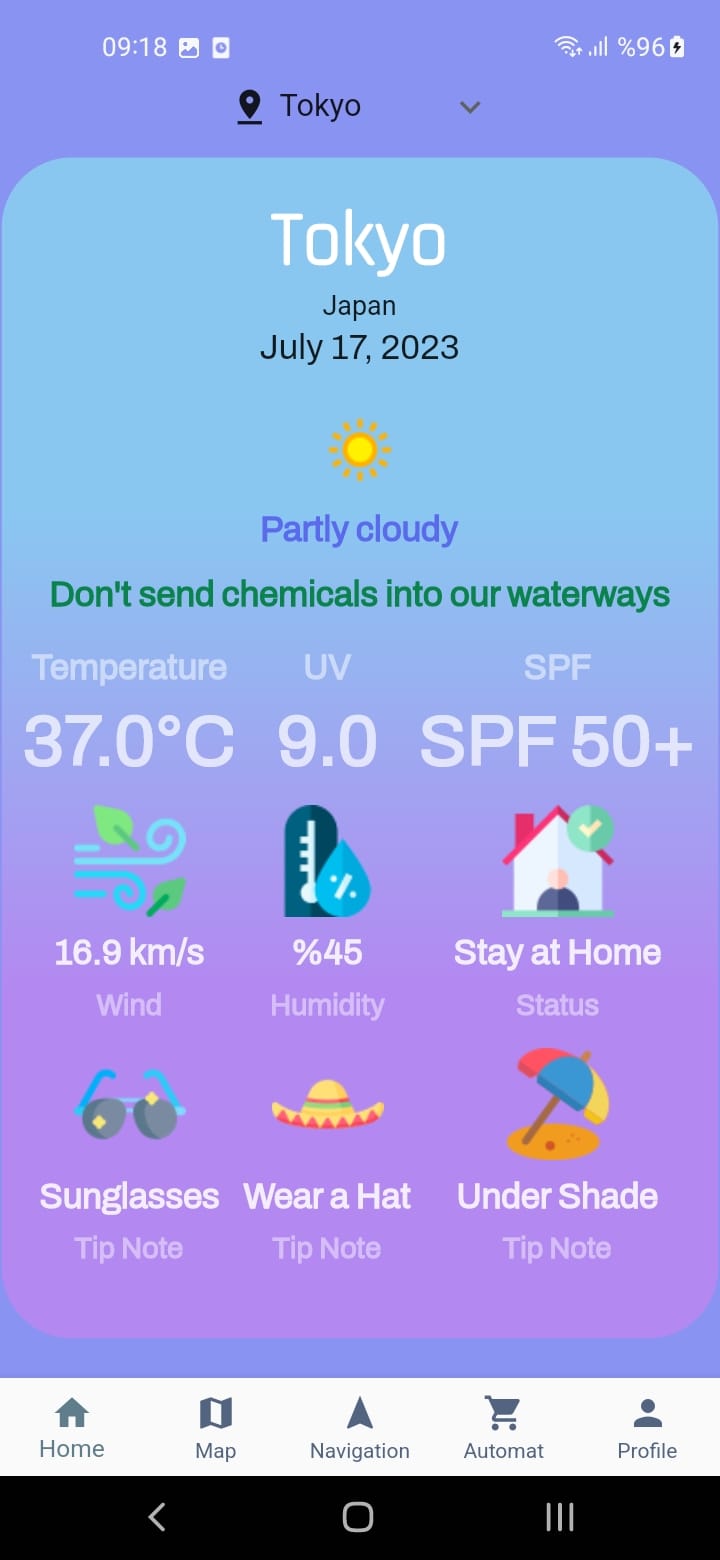 09:18 %96
Tokyo
Tokyo
Japan
July 17, 2023
Partly cloudy
Don't send chemicals into our waterways
Temperature UV SPF
37.0°C 9.0 SPF 50+
16.9 km/s %45 Stay at Home
Wind Humidity Status
Sunglasses Wear a Hat Under Shade
Tip Note Tip Note Tip Note
Home Map Navigation Automat Profile